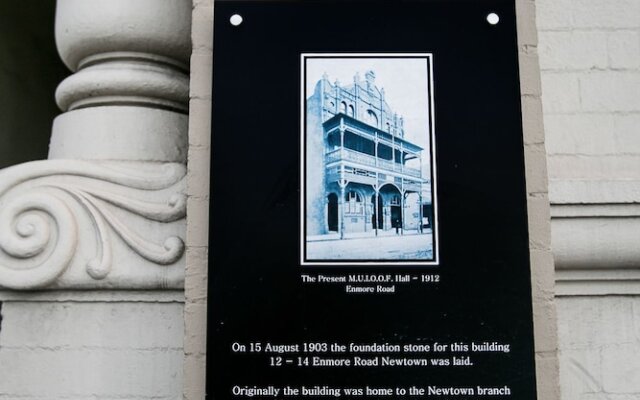 The Present M.U.I.O.O.F. Hall – 1912
Enmore Road
On 15 August 1903 the foundation stone for this building
12 – 14 Enmore Road Newtown was laid.
Originally the building was home to the Newtown branch